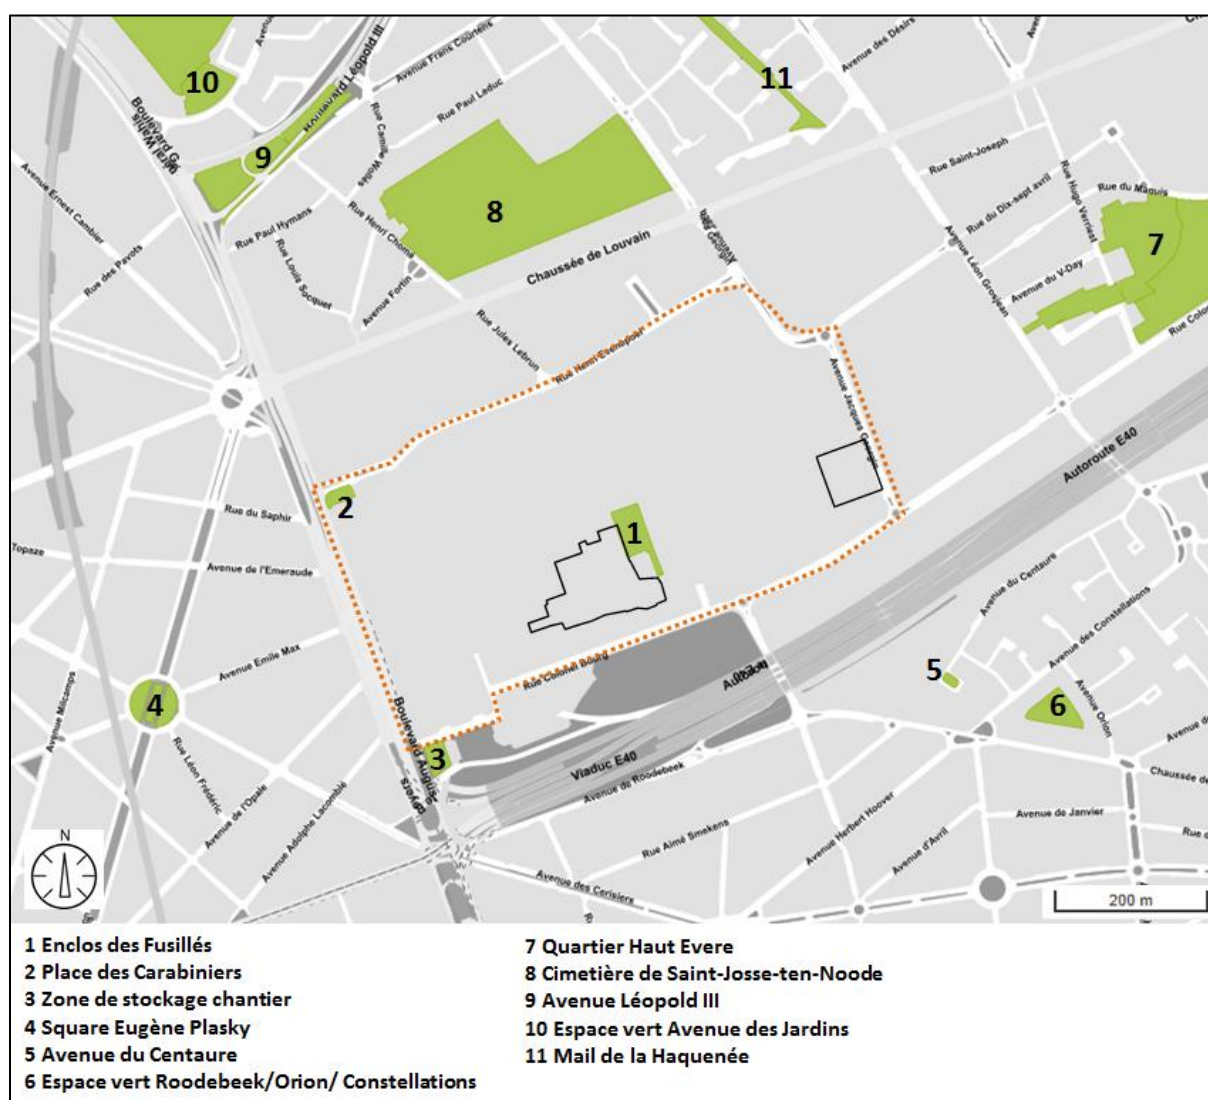 10
Boulevard Léopold III
Avenue Frans Courtens
Avenue des Désirs
11
Rue Paul Leduc
Boulevard G
Rue Camille Wolles
9
Avenue Ernest Cambier
Rue Saint-Joseph
Rue du Maquis
Rue Hugo Verriest
Rue du Dix-sept avril
8
Rue Paul Hymans
Rue Henri Chomé
7
Rue des Pavots
Rue Louis Socquet
Chaussée de Louvain
Avenue Léon Grosjean
Avenue du V-Day
Avenue Fortin
Rue Jules Lebrun
Rue Colo
Rue Henri Evenepoel
Avenue Jacques Georgin
Autoroute E40
2
Rue du Saphir
Topaze
Avenue de l'Emeraude
1
Avenue du Centaure
Avenue des Constellations
Avenue Emile Max
Rue Colonel Bourg
5
4
6
Avenue Milcamps
Avenue Orion
Rue Léon Frédéric
3
Viaduc E40
Avenue de Roodebeek
Chaussée de
Avenue de l'Opale
Avenue Adolphe Lacomblé
Avenue Herbert Hoover
Avenue de Janvier
Rue Aimé Smekens
Avenue d'Avril
N
Avenue des Cerisiers
200 m
1 Enclos des Fusillés
2 Place des Carabiniers
3 Zone de stockage chantier
4 Square Eugène Plasky
5 Avenue du Centaure
6 Espace vert Roodebeek/Orion/ Constellations
7 Quartier Haut Evere
8 Cimetière de Saint-Josse-ten-Noode
9 Avenue Léopold III
10 Espace vert Avenue des Jardins
11 Mail de la Haquenée